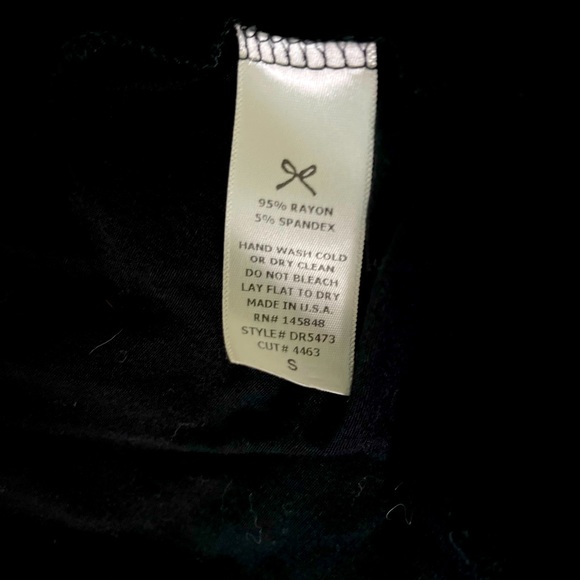 95% RAYON
5% SPANDEX
HAND WASH COLD
OR DRY CLEAN
DO NOT BLEACH
LAY FLAT TO DRY
MADE IN U.S.A.
RN# 145848
STYLE# DR5473
CUT# 4463
S